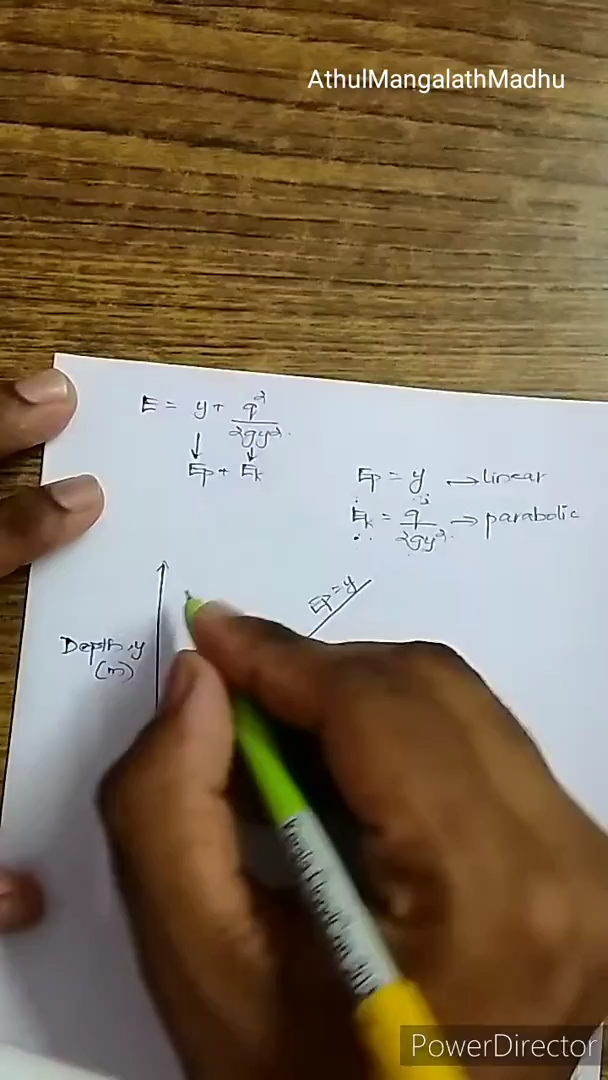 AthulMangalathMadhu
E = y + q²/2gy²
↓ ↓
Ep + Ek
Ep = y → linear
Ek = q²/2gy² → parabolic
Ep = y
Depth, y
(m)
PowerDirector